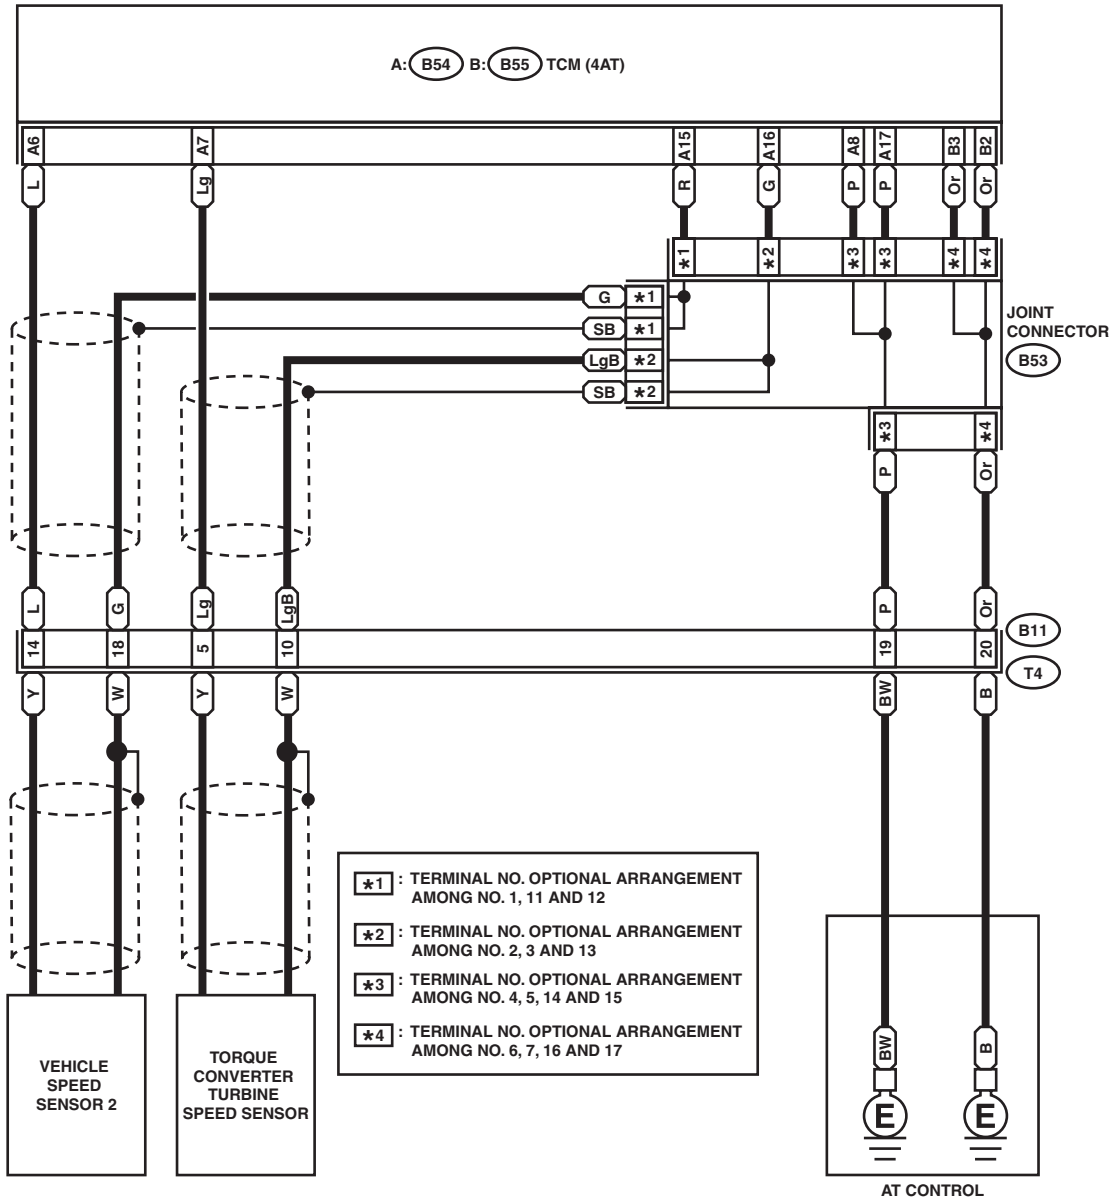 A: B54 B: B55 TCM (4AT)
A6 A7 A15 A16 A8 A17 B3 B2
L Lg R G P P Or Or
*1 *2 *3 *3 *4 *4
G *1
SB *1
LgB *2
SB *2
JOINT
CONNECTOR
B53
*3 *4
P Or
L G Lg LgB P Or
B11
14 18 5 10 19 20
T4
Y W Y W BW B
*1 : TERMINAL NO. OPTIONAL ARRANGEMENT
AMONG NO. 1, 11 AND 12
*2 : TERMINAL NO. OPTIONAL ARRANGEMENT
AMONG NO. 2, 3 AND 13
*3 : TERMINAL NO. OPTIONAL ARRANGEMENT
AMONG NO. 4, 5, 14 AND 15
*4 : TERMINAL NO. OPTIONAL ARRANGEMENT
AMONG NO. 6, 7, 16 AND 17
VEHICLE
SPEED
SENSOR 2
TORQUE
CONVERTER
TURBINE
SPEED SENSOR
BW B
E E
AT CONTROL